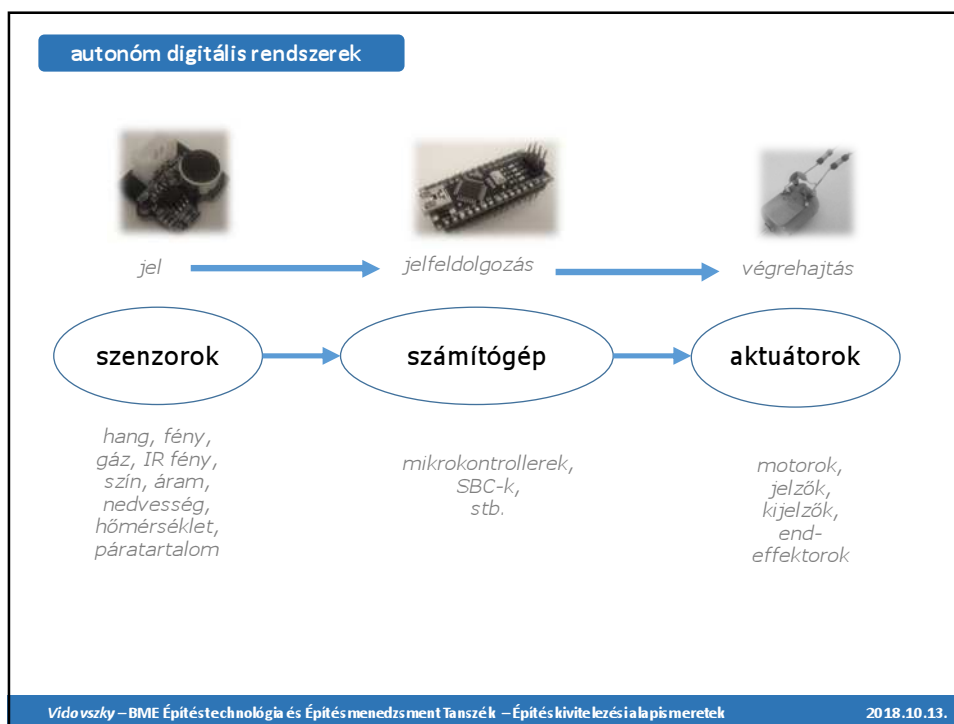 autonóm digitális rendszerek
jel
jelfeldolgozás
végrehajtás
szenzorok
számítógép
aktuátorok
hang, fény,
gáz, IR fény,
szín, áram,
nedvesség,
hőmérséklet,
páratartalom
mikrokontrollerek,
SBC-k,
stb.
motorok,
jelzők,
kijelzők,
end-
effektorok
Vidovszky – BME Építéstechnológia és Építésmenedzsment Tanszék – Építéskivitelezési alapismeretek 2018.10.13.